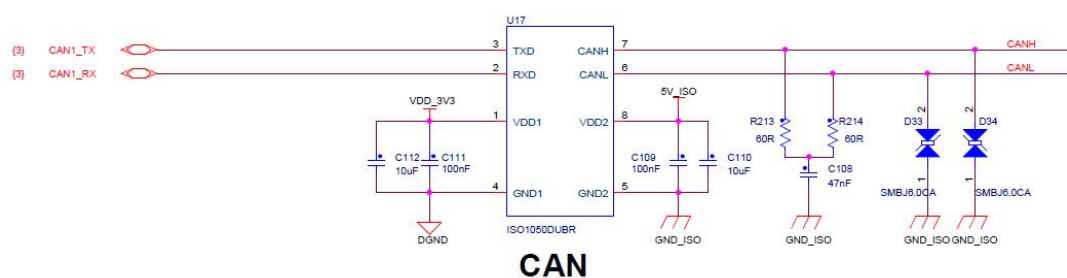 U17
{3} CAN1_TX 3 TXD CANH 7 CANH
{3} CAN1_RX 2 RXD CANL 6 CANL
VDD_3V3 5V_ISO
1 VDD1 VDD2 8 R213 R214 2 D33 2 D34
60R 60R
C112 C111 C109 C110
10uF 100nF 100nF 10uF
C108
47nF
4 GND1 GND2 5 1 1
SMBJ6.0CA SMBJ6.0CA
ISO1050DUBR
DGND GND_ISO GND_ISO GND_ISO GND_ISO
CAN